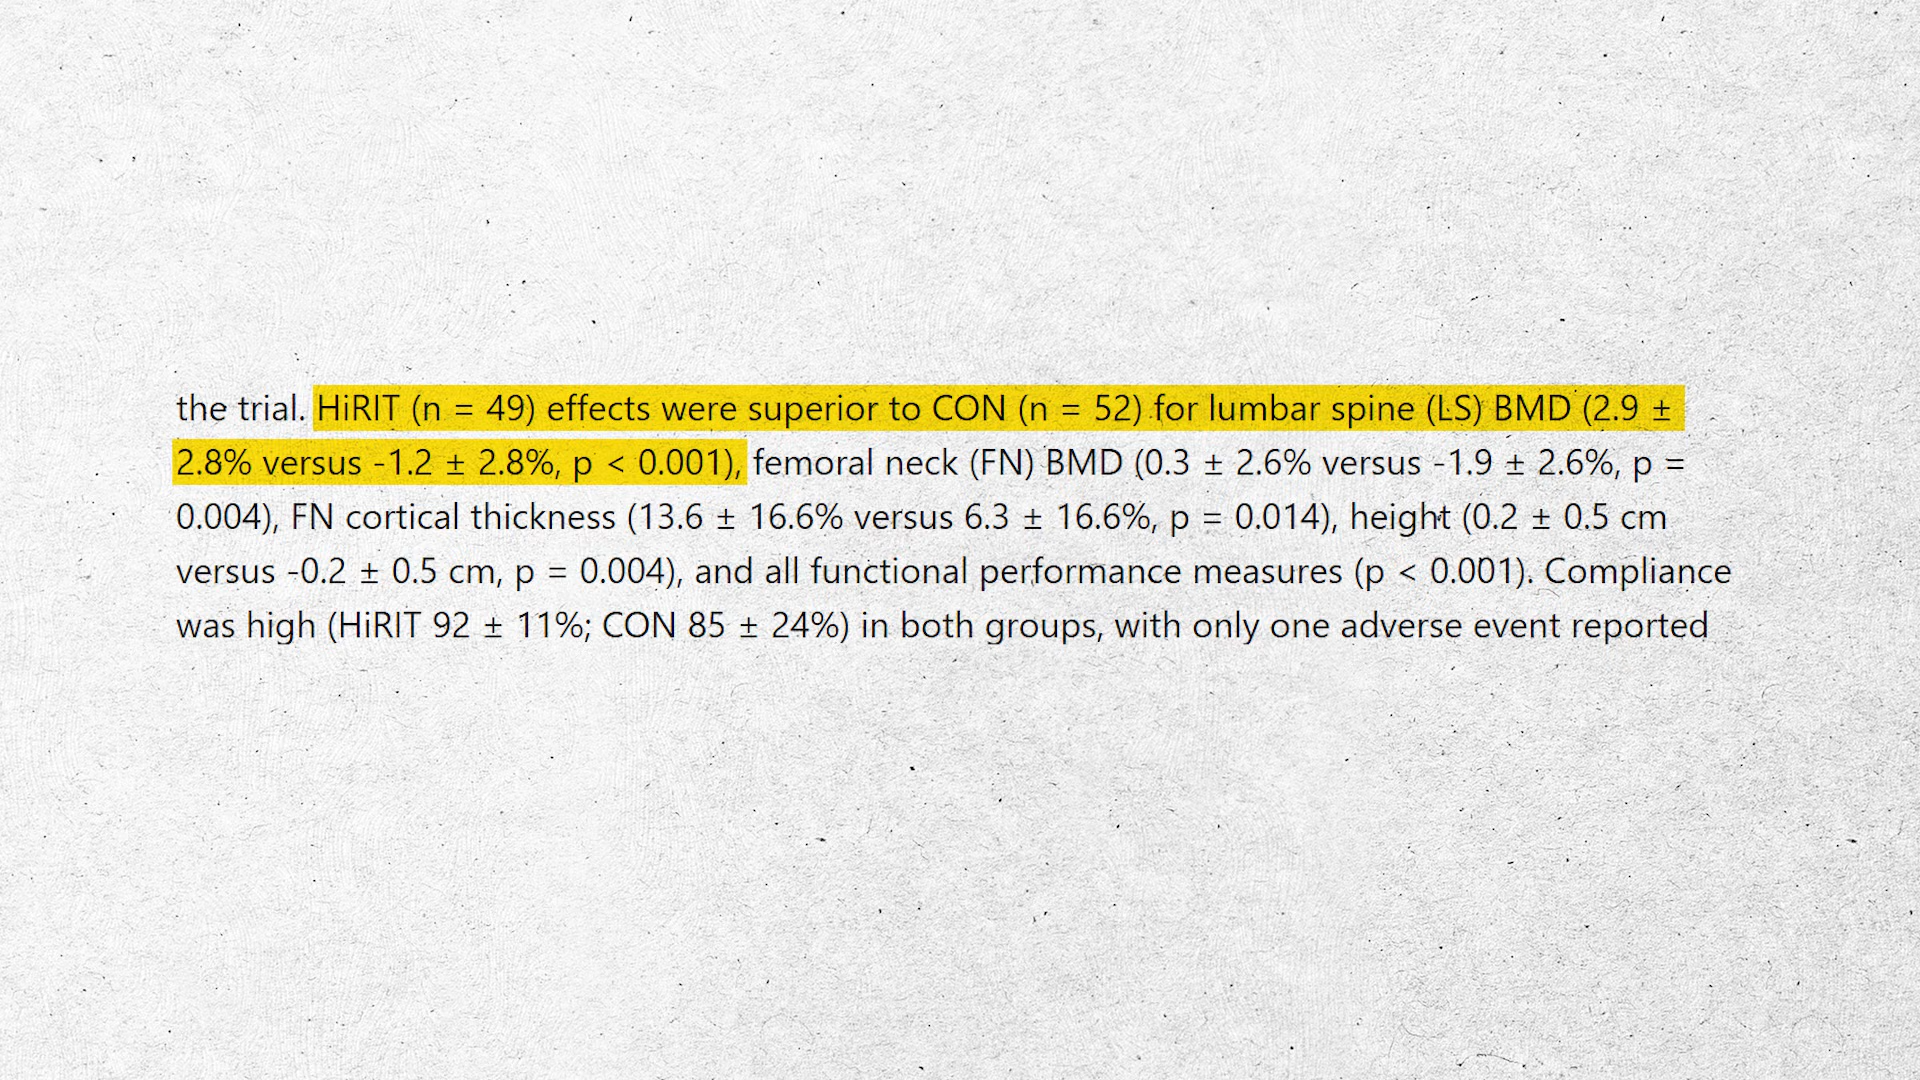 the trial. HiRIT (n = 49) effects were superior to CON (n = 52) for lumbar spine (LS) BMD (2.9 ±
2.8% versus -1.2 ± 2.8%, p < 0.001), femoral neck (FN) BMD (0.3 ± 2.6% versus -1.9 ± 2.6%, p =
0.004), FN cortical thickness (13.6 ± 16.6% versus 6.3 ± 16.6%, p = 0.014), height (0.2 ± 0.5 cm
versus -0.2 ± 0.5 cm, p = 0.004), and all functional performance measures (p < 0.001). Compliance
was high (HiRIT 92 ± 11%; CON 85 ± 24%) in both groups, with only one adverse event reported